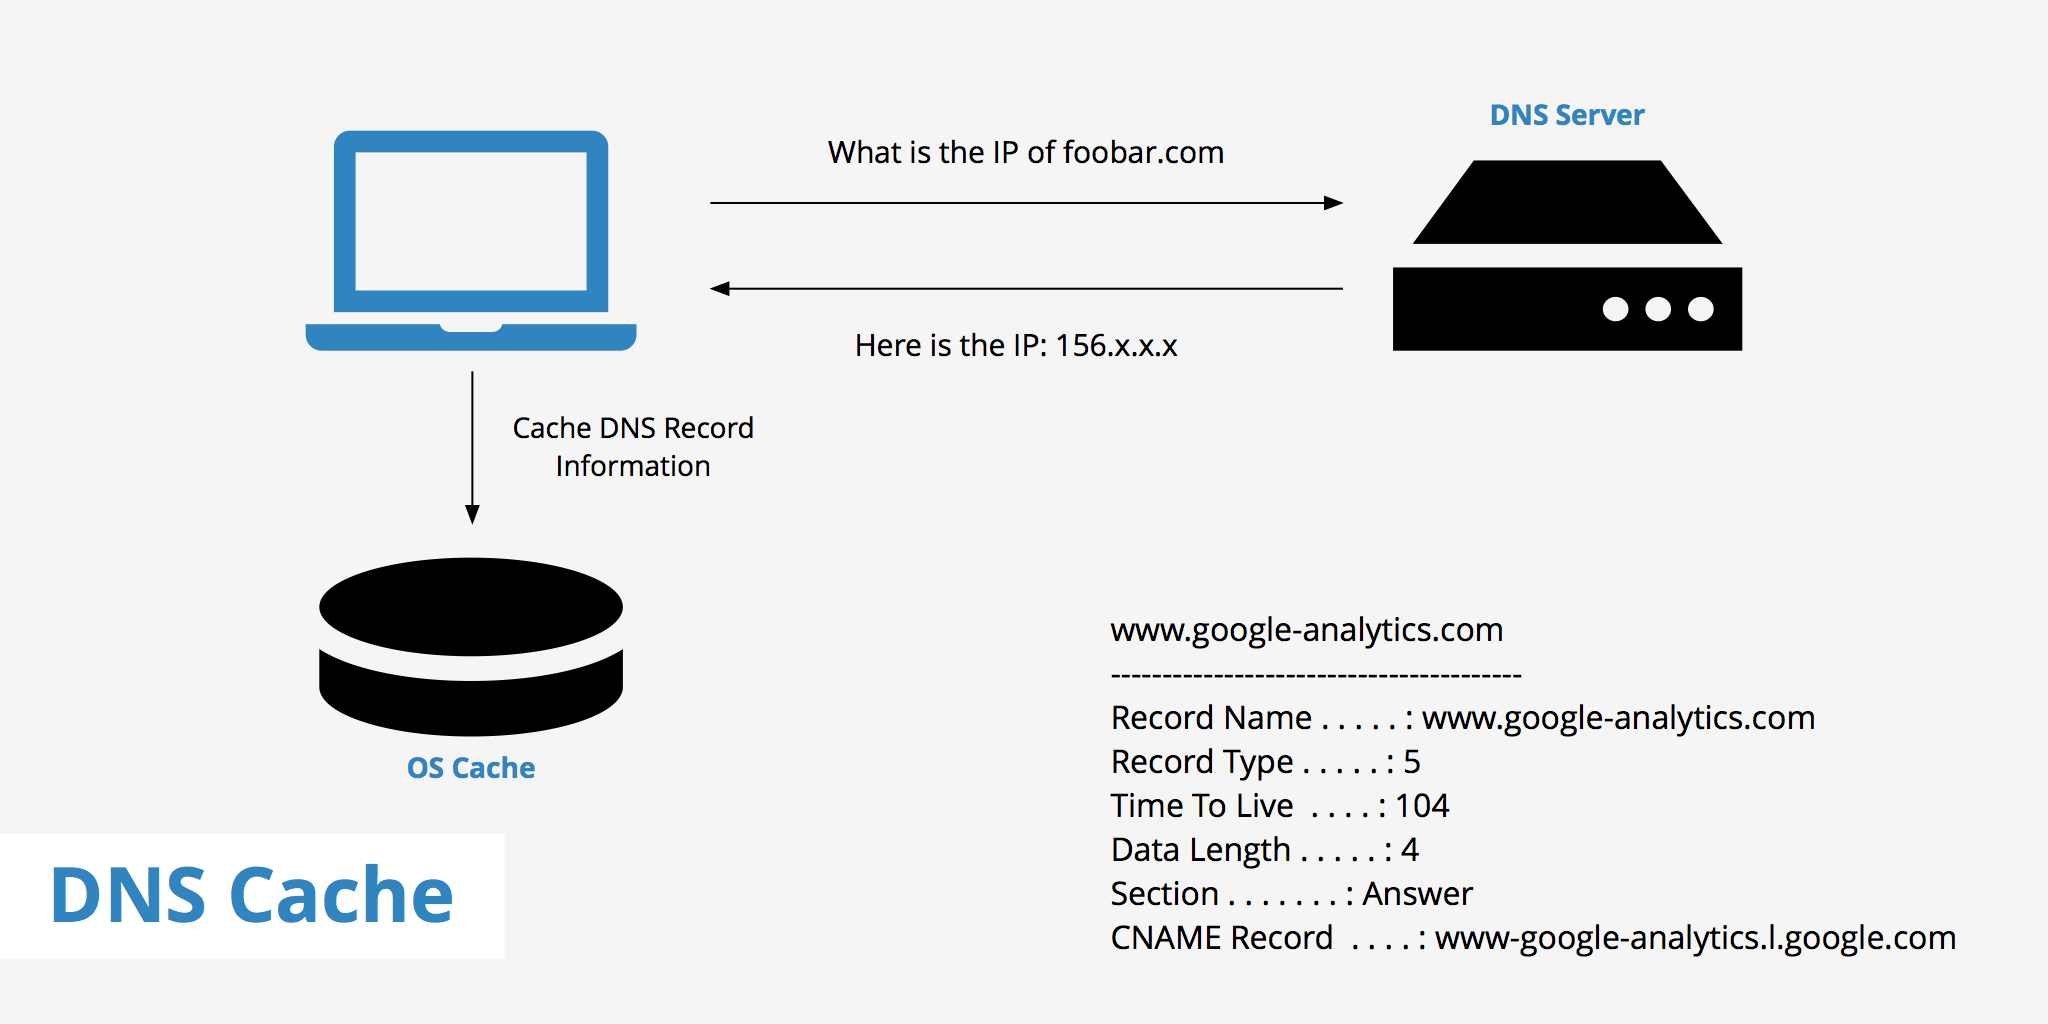 DNS Server
What is the IP of foobar.com
Here is the IP: 156.x.x.x
Cache DNS Record
Information
OS Cache
DNS Cache
www.google-analytics.com
----------------------------------------
Record Name . . . . . : www.google-analytics.com
Record Type . . . . . : 5
Time To Live  . . . . : 104
Data Length . . . . . : 4
Section . . . . . . . : Answer
CNAME Record  . . . . : www-google-analytics.l.google.com